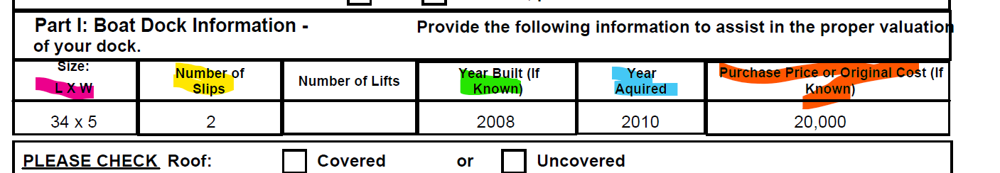 Part I: Boat Dock Information - Provide the following information to assist in the proper valuation
of your dock.
Size:
L X W
Number of
Slips
Number of Lifts
Year Built (If
Known)
Year
Aquired
Purchase Price or Original Cost (If
Known)
34 x 5
2
2008
2010
20,000
PLEASE CHECK Roof: Covered or Uncovered